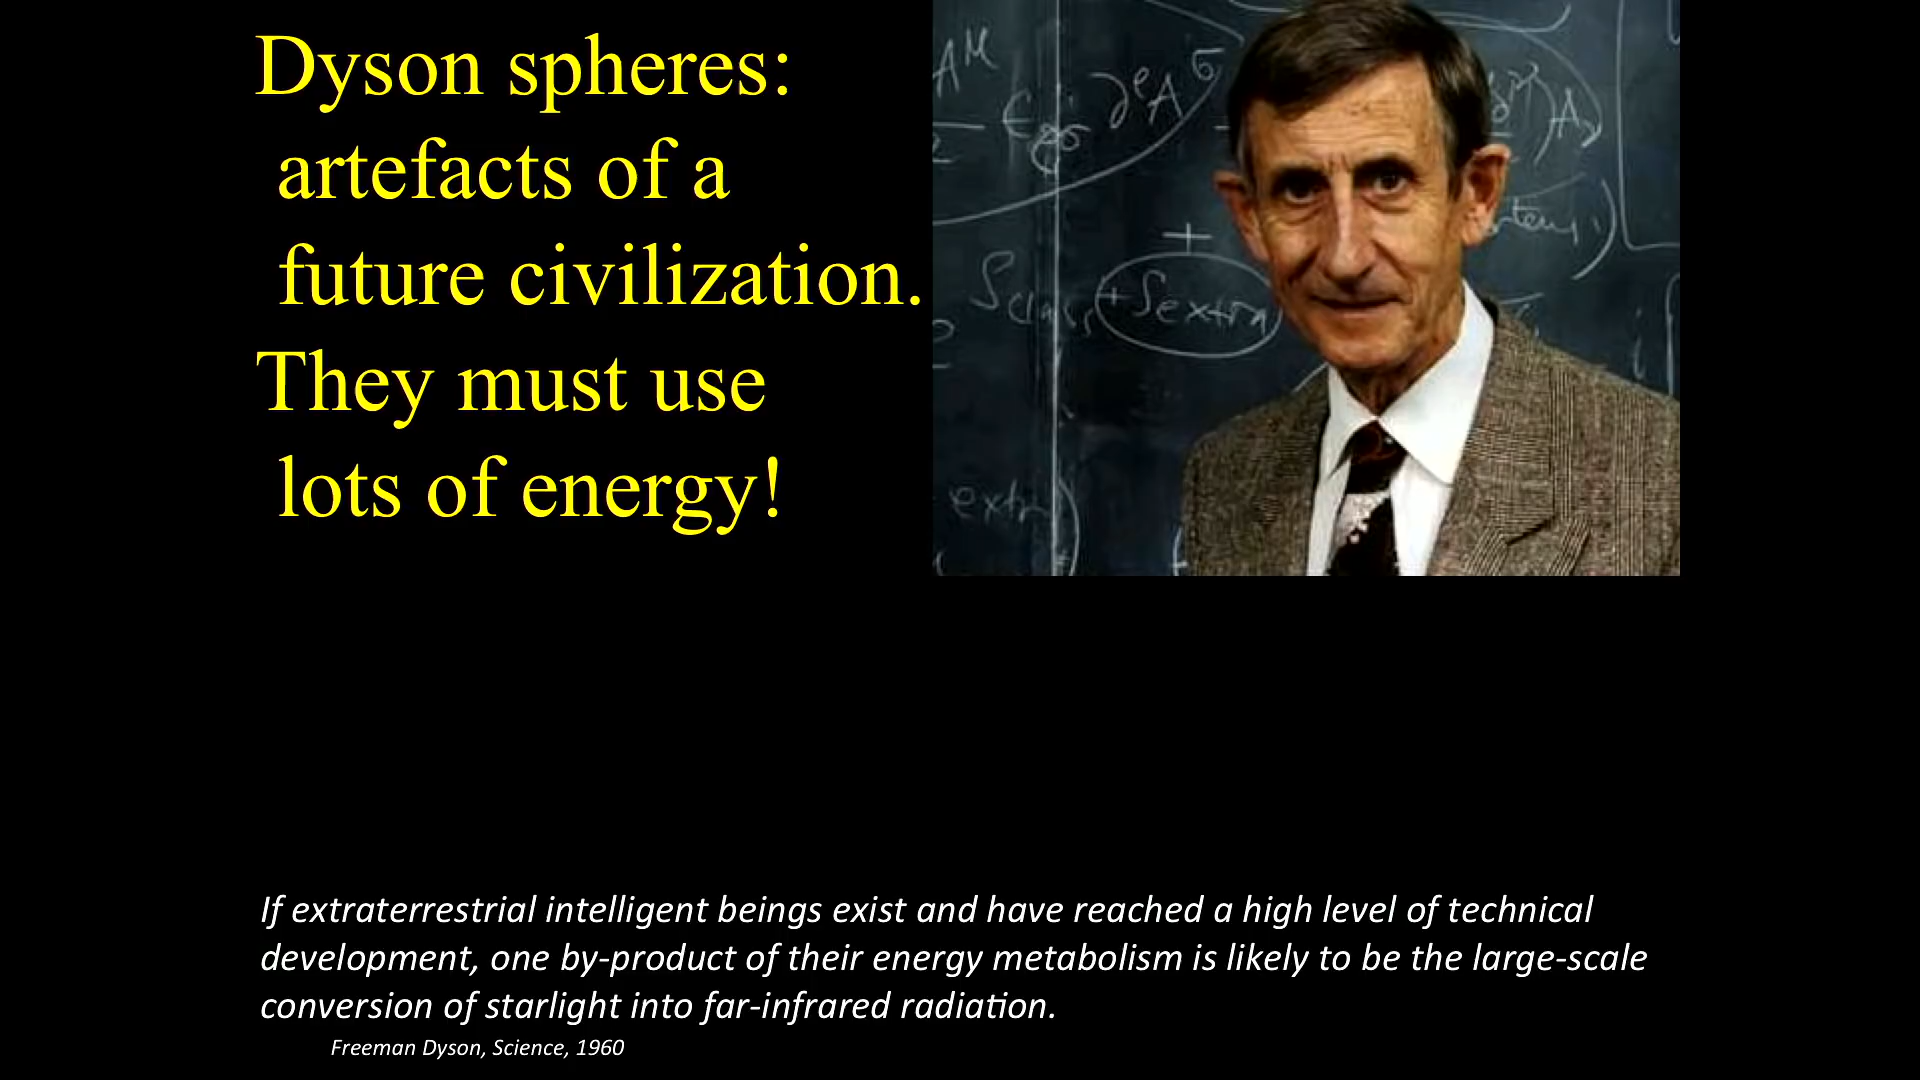 Dyson spheres:
artefacts of a
future civilization.
They must use
lots of energy!
+
+Sextra
extr)
If extraterrestrial intelligent beings exist and have reached a high level of technical
development, one by-product of their energy metabolism is likely to be the large-scale
conversion of starlight into far-infrared radiation.
Freeman Dyson, Science, 1960